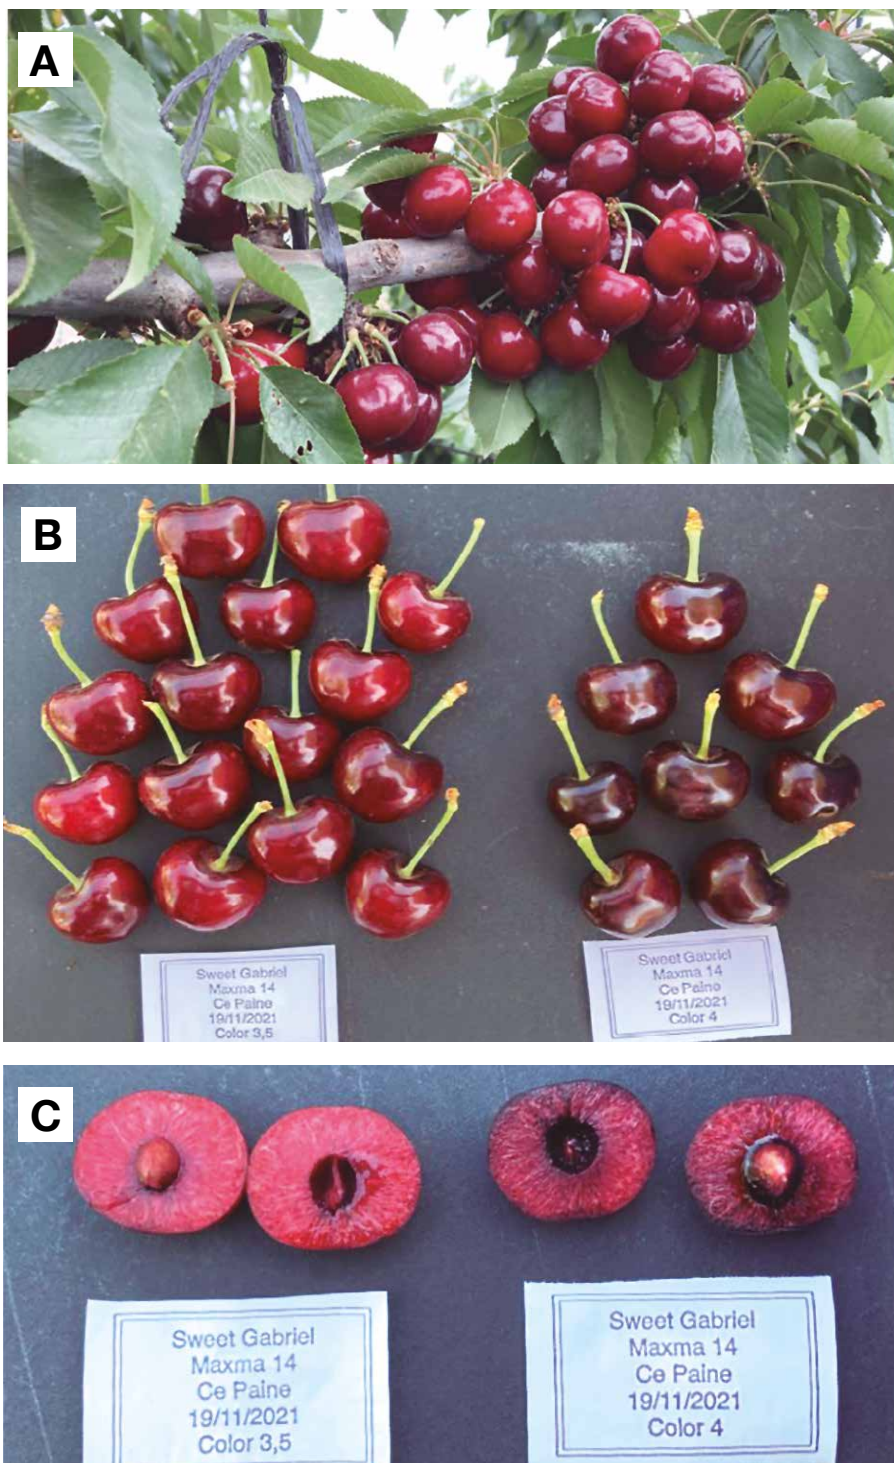 A
B
Sweet Gabriel
Maxma 14
Ce Paine
19/11/2021
Color 3,5
Sweet Gabriel
Maxma 14
Ce Paine
19/11/2021
Color 4
C
Sweet Gabriel
Maxma 14
Ce Paine
19/11/2021
Color 3,5
Sweet Gabriel
Maxma 14
Ce Paine
19/11/2021
Color 4